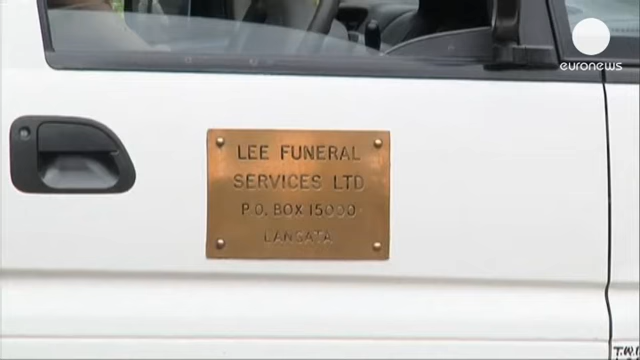 euronews
LEE FUNERAL
SERVICES LTD
P.O. BOX 15000
LANGATA